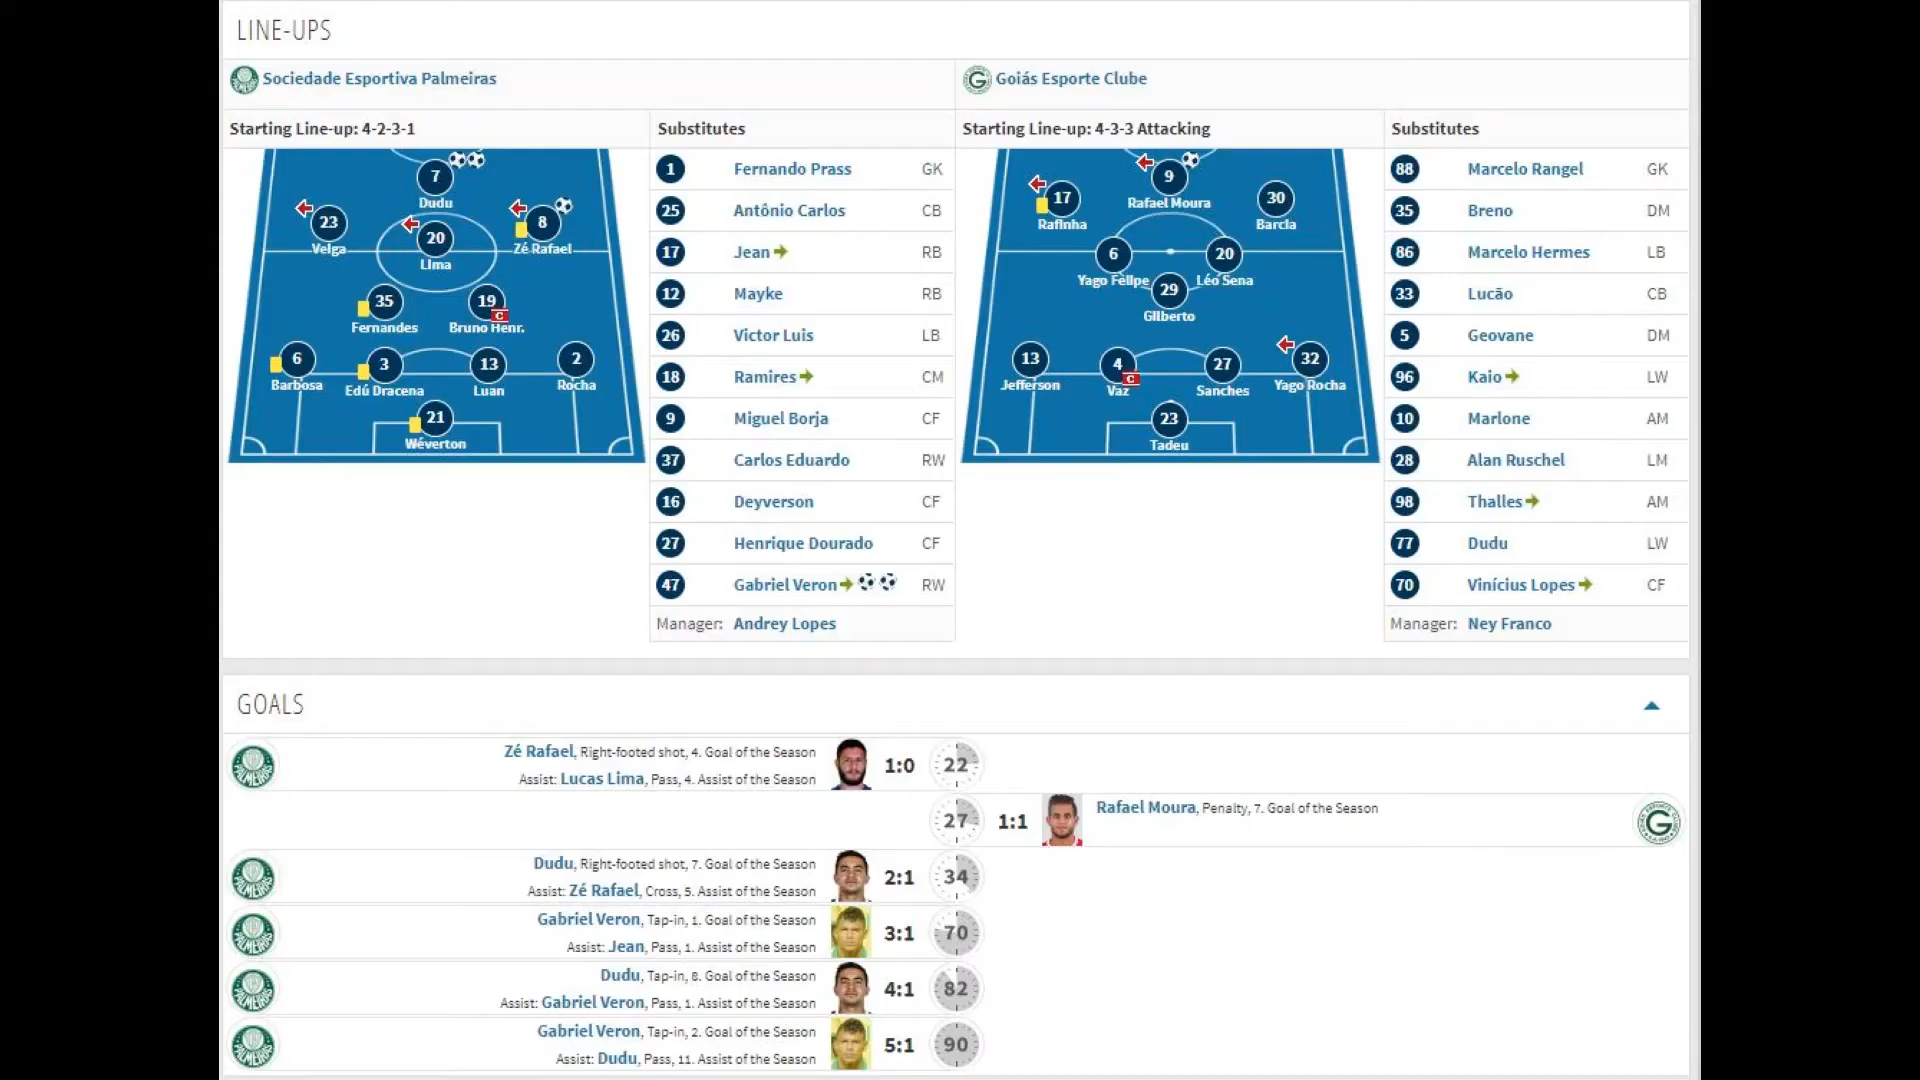 LINE-UPS
Sociedade Esportiva Palmeiras
Goiás Esporte Clube
Starting Line-up: 4-2-3-1
Substitutes
Starting Line-up: 4-3-3 Attacking
Substitutes
7
Dudu
23
Veiga
20
Lima
8
Zé Rafael
35
Fernandes
19
C
Bruno Henr.
6
Barbosa
3
Edú Dracena
13
Luan
2
Rocha
21
Wéverton
1 Fernando Prass GK
25 Antônio Carlos CB
17 Jean RB
12 Mayke RB
26 Victor Luis LB
18 Ramires CM
9 Miguel Borja CF
37 Carlos Eduardo RW
16 Deyverson CF
27 Henrique Dourado CF
47 Gabriel Veron RW
Manager: Andrey Lopes
17
Rafinha
9
Rafael Moura
30
Barcia
6
Yago Felipe
20
Léo Sena
29
Gilberto
13
Jefferson
4
C
Vaz
27
Sanches
32
Yago Rocha
23
Tadeu
88 Marcelo Rangel GK
35 Breno DM
86 Marcelo Hermes LB
33 Lucão CB
5 Geovane DM
96 Kaio LW
10 Marlone AM
28 Alan Ruschel LM
98 Thalles AM
77 Dudu LW
70 Vinícius Lopes CF
Manager: Ney Franco
GOALS
Zé Rafael, Right-footed shot, 4. Goal of the Season
Assist: Lucas Lima, Pass, 4. Assist of the Season
1:0 22
27 1:1
Rafael Moura, Penalty, 7. Goal of the Season
Dudu, Right-footed shot, 7. Goal of the Season
Assist: Zé Rafael, Cross, 5. Assist of the Season
2:1 34
Gabriel Veron, Tap-in, 1. Goal of the Season
Assist: Jean, Pass, 1. Assist of the Season
3:1 70
Dudu, Tap-in, 8. Goal of the Season
Assist: Gabriel Veron, Pass, 1. Assist of the Season
4:1 82
Gabriel Veron, Tap-in, 2. Goal of the Season
Assist: Dudu, Pass, 11. Assist of the Season
5:1 90